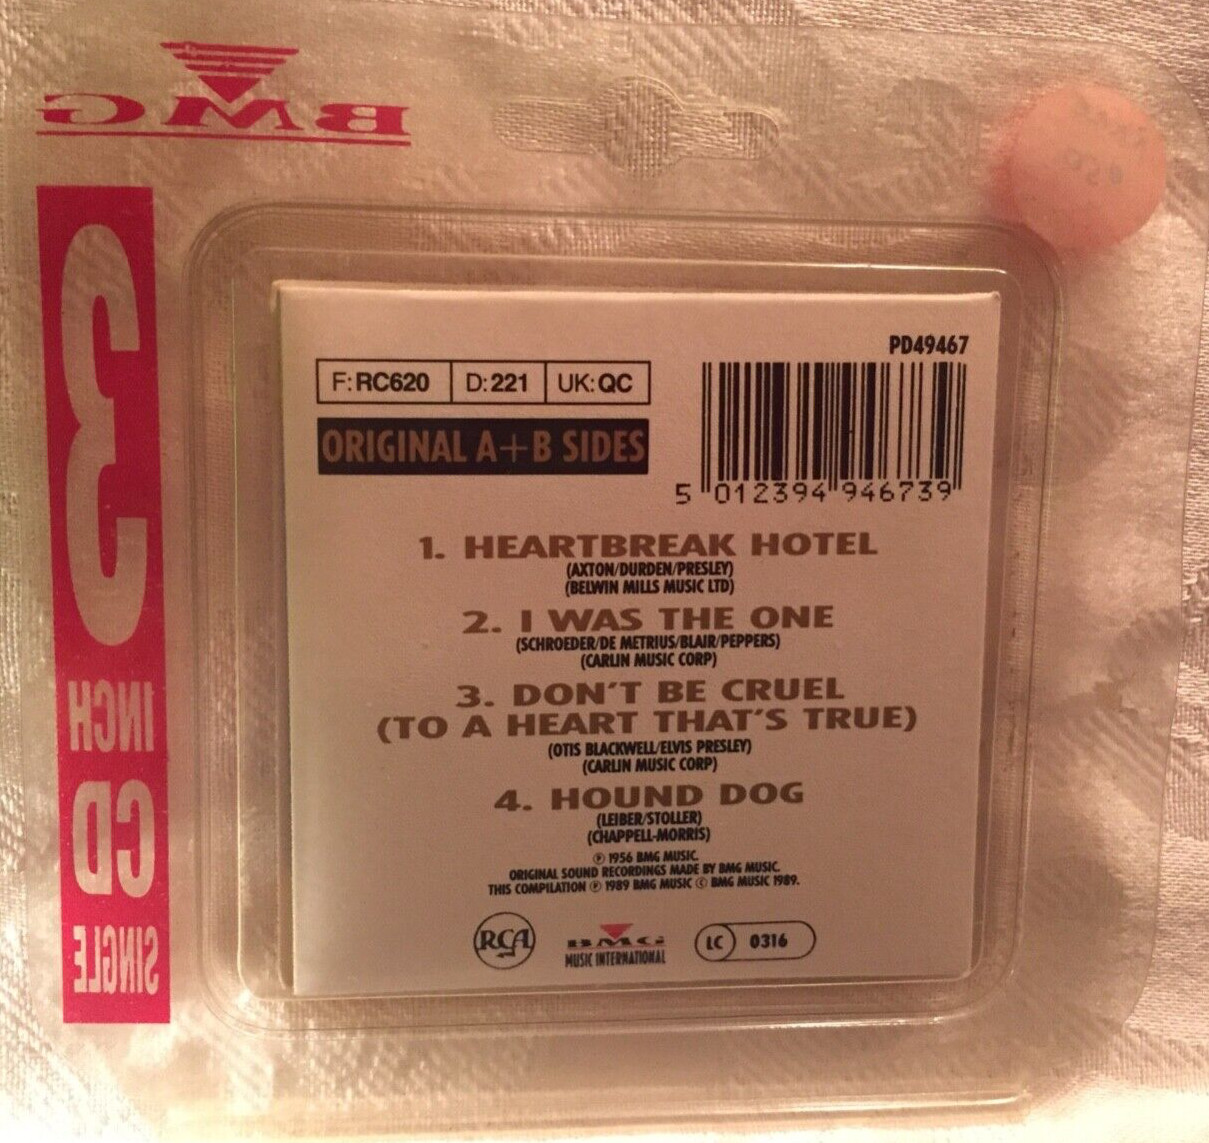 BMG
3
INCH
CD
SINGLE
PD49467
F:RC620 D:221 UK:QC
ORIGINAL A+B SIDES
5 012394 946739
1. HEARTBREAK HOTEL
(AXTON/DURDEN/PRESLEY)
(BELWIN MILLS MUSIC LTD)
2. I WAS THE ONE
(SCHROEDER/DE METRIUS/BLAIR/PEPPERS)
(CARLIN MUSIC CORP)
3. DON'T BE CRUEL
(TO A HEART THAT'S TRUE)
(OTIS BLACKWELL/ELVIS PRESLEY)
(CARLIN MUSIC CORP)
4. HOUND DOG
(LEIBER/STOLLER)
(CHAPPELL-MORRIS)
℗ 1956 BMG MUSIC.
ORIGINAL SOUND RECORDINGS MADE BY BMG MUSIC.
THIS COMPILATION ℗ 1989 BMG MUSIC © BMG MUSIC 1989.
RCA
BMG
MUSIC INTERNATIONAL
LC 0316